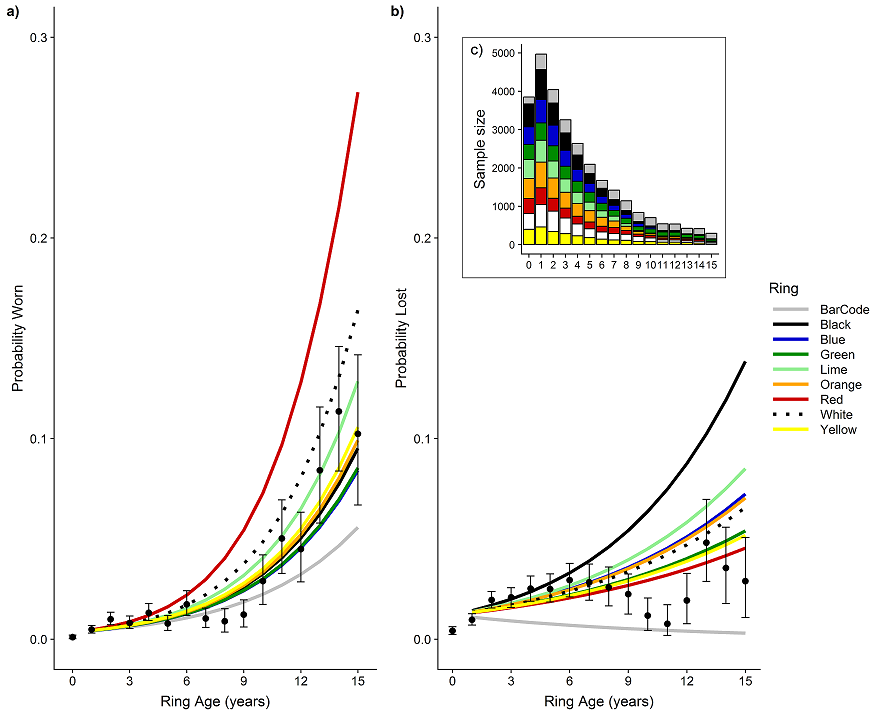 a)
0.3
0.2
0.1
0.0
Probability Worn
0 3 6 9 12 15
Ring Age (years)
b)
0.3
0.2
0.1
0.0
Probability Lost
0 3 6 9 12 15
Ring Age (years)
c)
5000
4000
3000
2000
1000
0
Sample size
0 1 2 3 4 5 6 7 8 9 10 11 12 13 14 15
Ring
BarCode
Black
Blue
Green
Lime
Orange
Red
White
Yellow